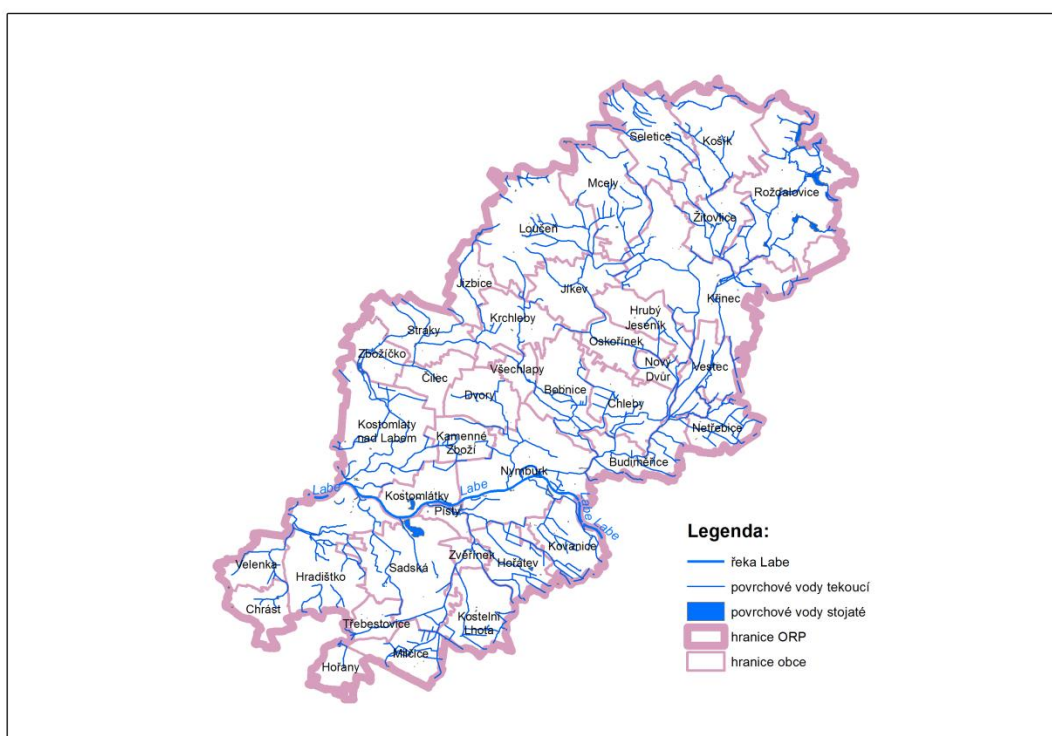 Seletice
Košík
Mcely
Roždalovice
Žitovlice
Loučeň
Jizbice
Jíkev
Křinec
Krchleby
Hrubý
Jeseník
Straky
Oskořínek
Zbožíčko
Všechlapy
Nový
Dvůr
Vestec
Čilec
Bobnice
Dvory
Chleby
Kostomlaty
nad Labem
Netřebice
Kamenné
Zboží
Budiměřice
Nymburk
Labe
Labe
Kostomlátky
Písty
Labe
Labe
Kovanice
Zvěřínek
Hořátev
Velenka
Sadská
Hradištko
Chrást
Kostelní
Lhota
Třebestovice
Milčice
Hořany
Legenda:
řeka Labe
povrchové vody tekoucí
povrchové vody stojaté
hranice ORP
hranice obce